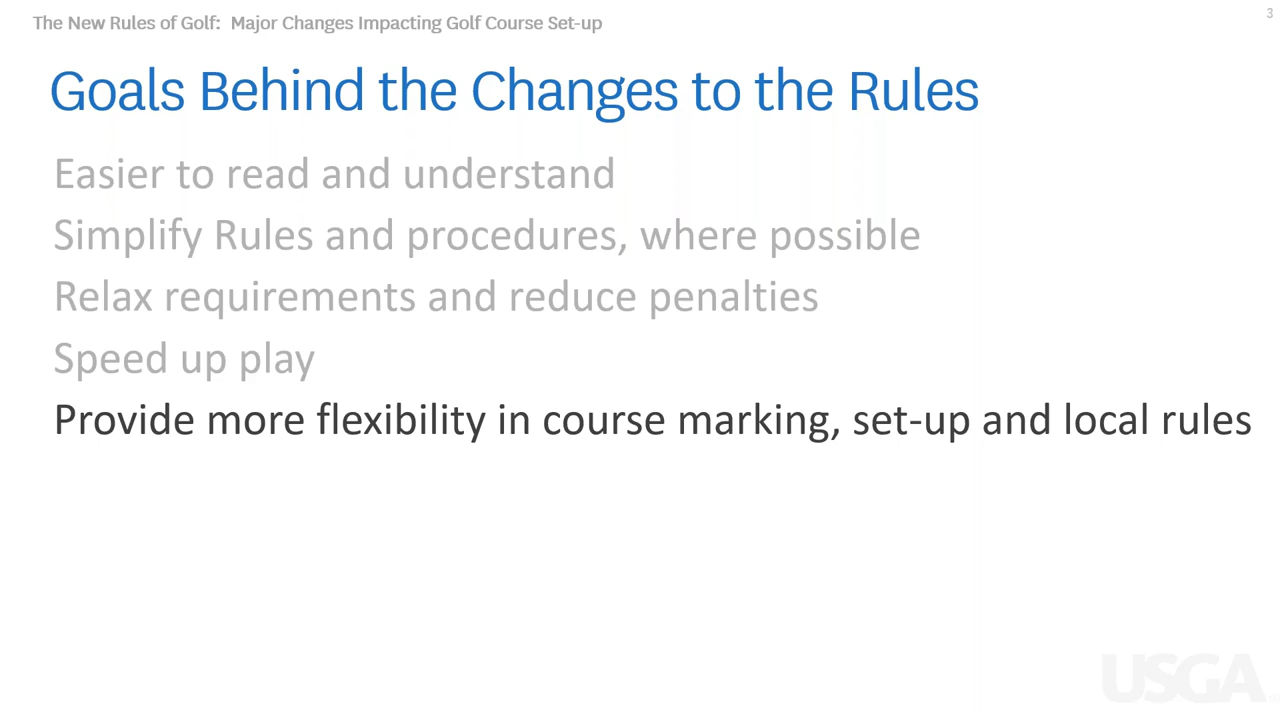 The New Rules of Golf:  Major Changes Impacting Golf Course Set-up
3
Goals Behind the Changes to the Rules
Easier to read and understand
Simplify Rules and procedures, where possible
Relax requirements and reduce penalties
Speed up play
Provide more flexibility in course marking, set-up and local rules
USGA